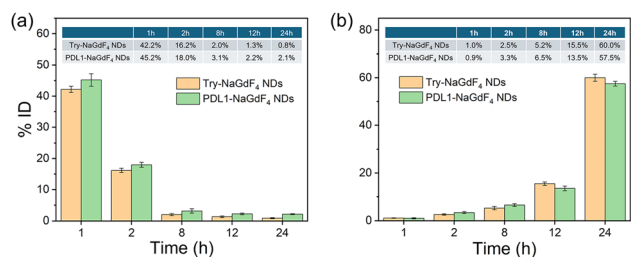 (a)
1h 2h 8h 12h 24h
Try-NaGdF₄ NDs 42.2% 16.2% 2.0% 1.3% 0.8%
PDL1-NaGdF₄ NDs 45.2% 18.0% 3.1% 2.2% 2.1%
Try-NaGdF₄ NDs
PDL1-NaGdF₄ NDs
% ID
60
50
40
30
20
10
0
1 2 8 12 24
Time (h)
(b)
1h 2h 8h 12h 24h
Try-NaGdF₄ NDs 1.0% 2.5% 5.2% 15.5% 60.0%
PDL1-NaGdF₄ NDs 0.9% 3.3% 6.5% 13.5% 57.5%
Try-NaGdF₄ NDs
PDL1-NaGdF₄ NDs
80
60
40
20
0
1 2 8 12 24
Time (h)